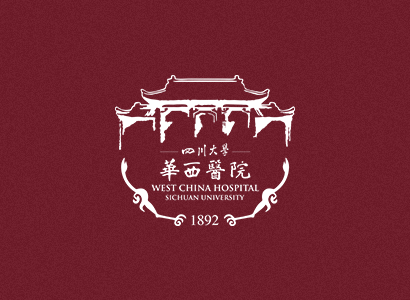 四川大學
華西醫院
WEST CHINA HOSPITAL
SICHUAN UNIVERSITY
1892